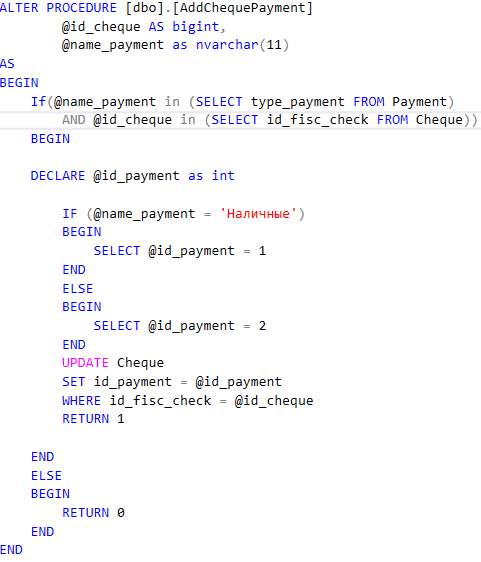 ALTER PROCEDURE [dbo].[AddChequePayment]
        @id_cheque AS bigint,
        @name_payment as nvarchar(11)
AS
BEGIN
    If(@name_payment in (SELECT type_payment FROM Payment)
        AND @id_cheque in (SELECT id_fisc_check FROM Cheque))
    BEGIN
    DECLARE @id_payment as int
        IF (@name_payment = 'Наличные')
        BEGIN
            SELECT @id_payment = 1
        END
        ELSE
        BEGIN
            SELECT @id_payment = 2
        END
        UPDATE Cheque
        SET id_payment = @id_payment
        WHERE id_fisc_check = @id_cheque
        RETURN 1
    END
    ELSE
    BEGIN
        RETURN 0
    END
END